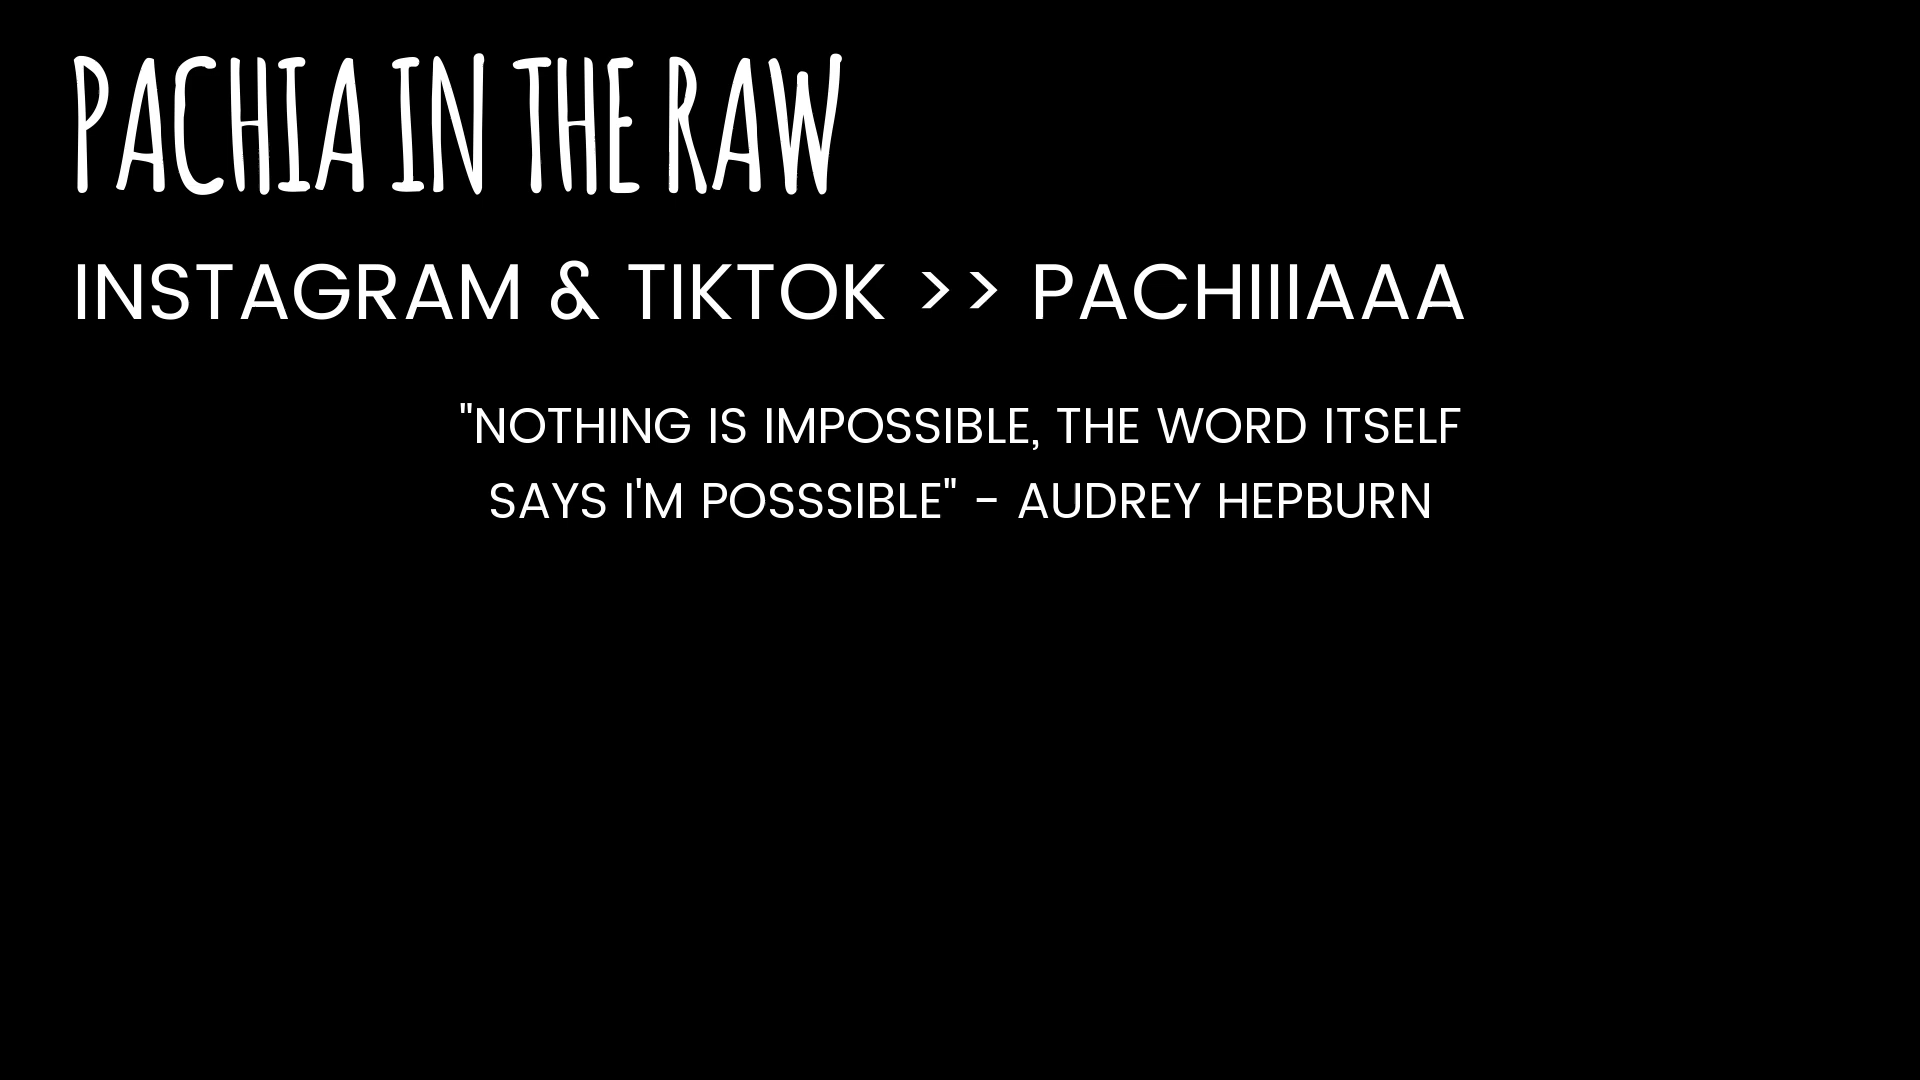 PACHIA IN THE RAW
INSTAGRAM & TIKTOK >> PACHIIIAAA
"NOTHING IS IMPOSSIBLE, THE WORD ITSELF
SAYS I'M POSSSIBLE" - AUDREY HEPBURN